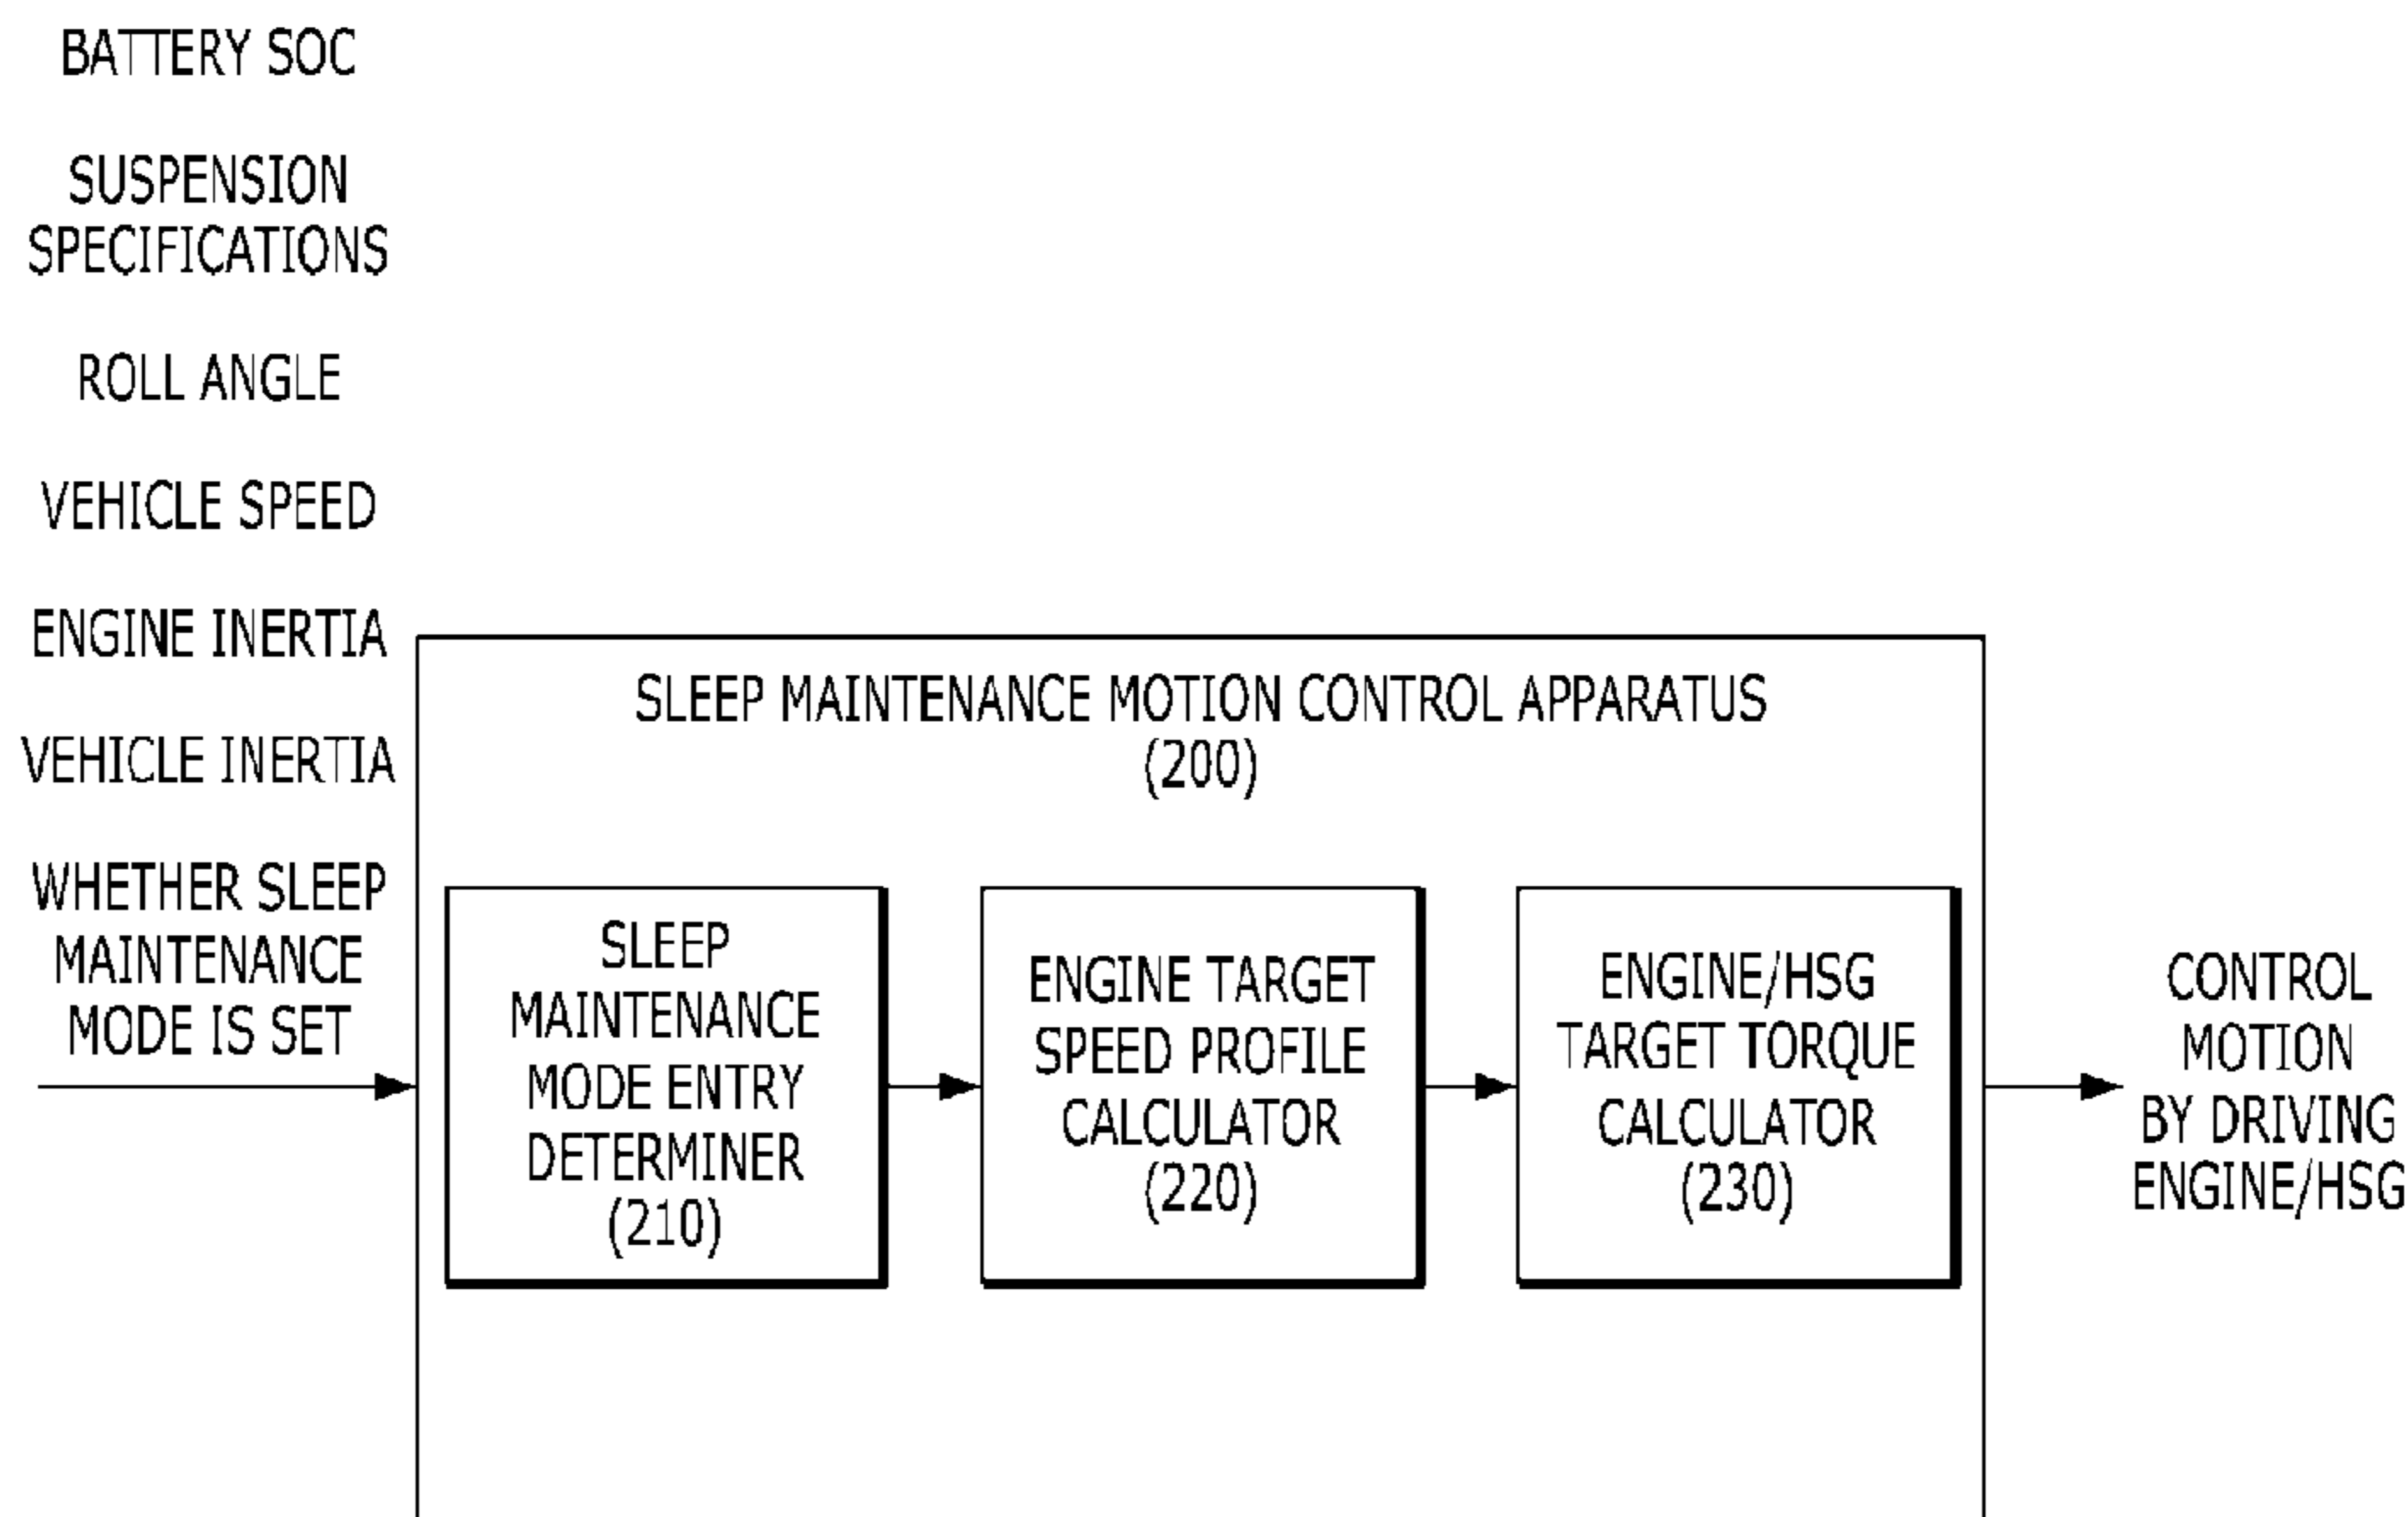 BATTERY SOC
SUSPENSION
SPECIFICATIONS
ROLL ANGLE
VEHICLE SPEED
ENGINE INERTIA
VEHICLE INERTIA
WHETHER SLEEP
MAINTENANCE
MODE IS SET
SLEEP MAINTENANCE MOTION CONTROL APPARATUS
(200)
SLEEP
MAINTENANCE
MODE ENTRY
DETERMINER
(210)
ENGINE TARGET
SPEED PROFILE
CALCULATOR
(220)
ENGINE/HSG
TARGET TORQUE
CALCULATOR
(230)
CONTROL
MOTION
BY DRIVING
ENGINE/HSG